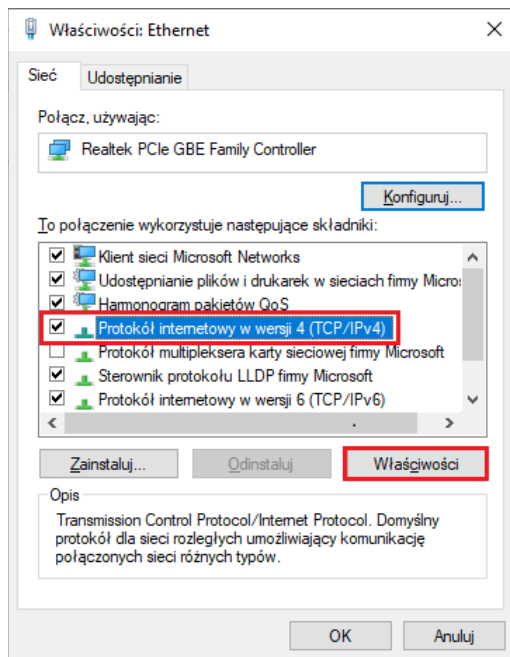 Właściwości: Ethernet
Sieć
Udostępnianie
Połącz, używając:
Realtek PCIe GBE Family Controller
Konfiguruj...
To połączenie wykorzystuje następujące składniki:
Klient sieci Microsoft Networks
Udostępnianie plików i drukarek w sieciach firmy Micros
Harmonogram pakietów QoS
Protokół internetowy w wersji 4 (TCP/IPv4)
Protokół multipleksera karty sieciowej firmy Microsoft
Sterownik protokołu LLDP firmy Microsoft
Protokół internetowy w wersji 6 (TCP/IPv6)
Zainstaluj...
Odinstaluj
Właściwości
Opis
Transmission Control Protocol/Internet Protocol. Domyślny
protokół dla sieci rozległych umożliwiający komunikację
połączonych sieci różnych typów.
OK
Anuluj